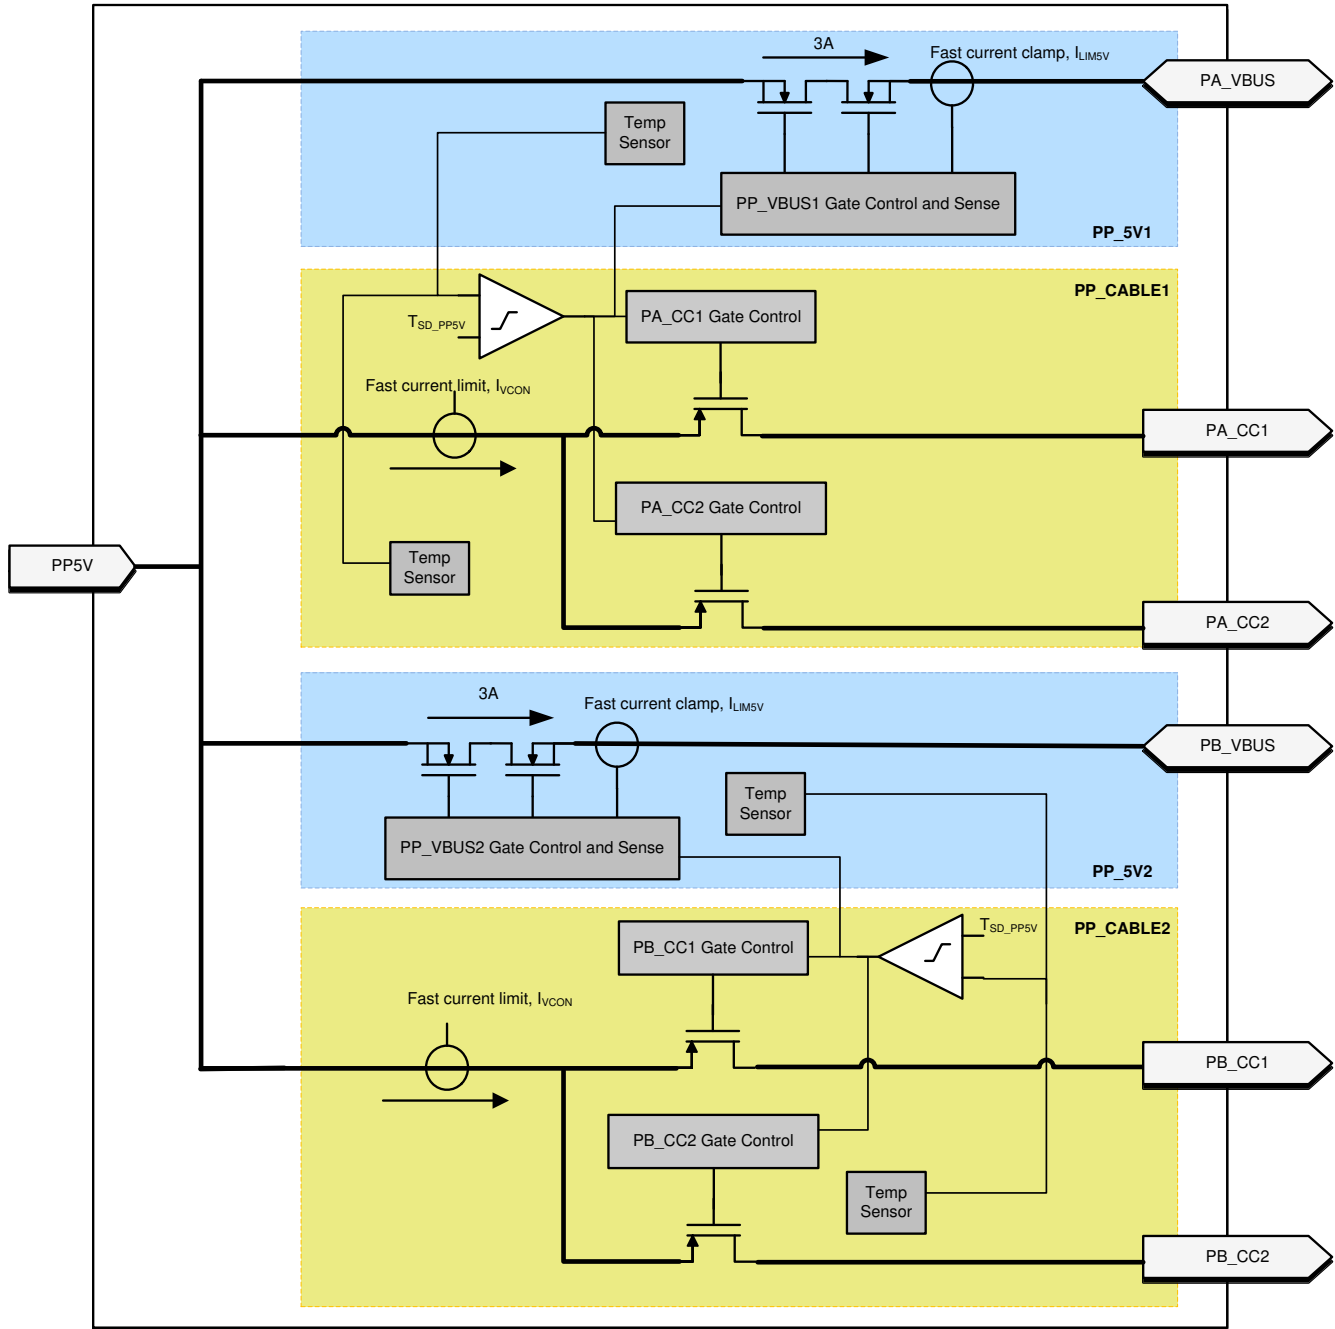 3A
Fast current clamp, ILIM5V
PA_VBUS
Temp
Sensor
PP_VBUS1 Gate Control and Sense
PP_5V1
PP_CABLE1
PA_CC1 Gate Control
TSD_PP5V
Fast current limit, IVCON
PA_CC1
PA_CC2 Gate Control
PP5V
Temp
Sensor
PA_CC2
3A
Fast current clamp, ILIM5V
PB_VBUS
Temp
Sensor
PP_VBUS2 Gate Control and Sense
PP_5V2
PP_CABLE2
TSD_PP5V
PB_CC1 Gate Control
Fast current limit, IVCON
PB_CC1
PB_CC2 Gate Control
Temp
Sensor
PB_CC2